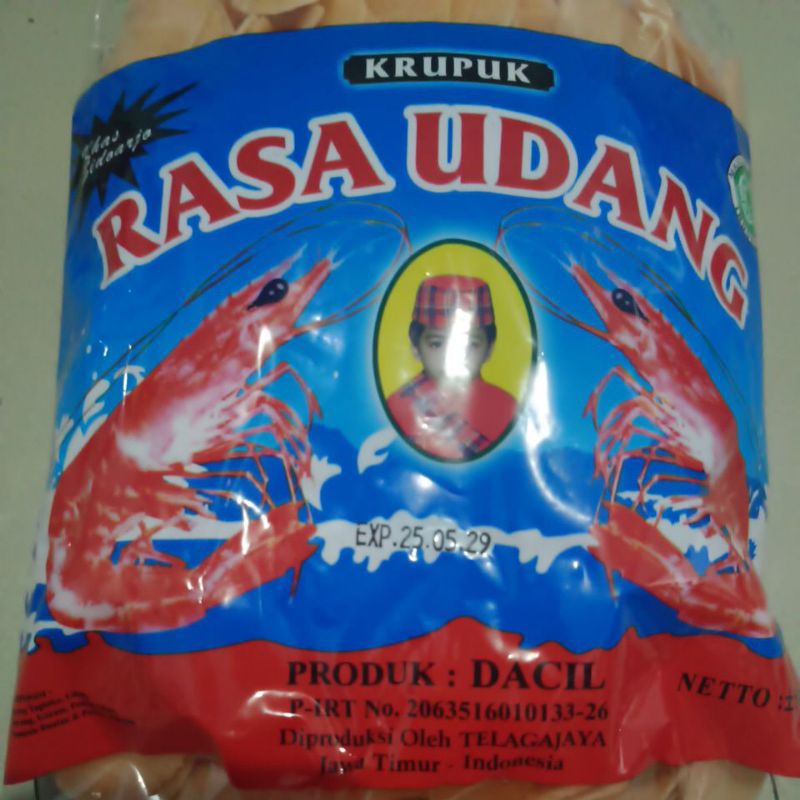 KRUPUK
Khas
Sidoarjo
RASA UDANG
EXP.25.05.29
PRODUK : DACIL
P-IRT No. 2063516010133-26
Diproduksi Oleh TELAGAJAYA
Jawa Timur - Indonesia
NETTO :